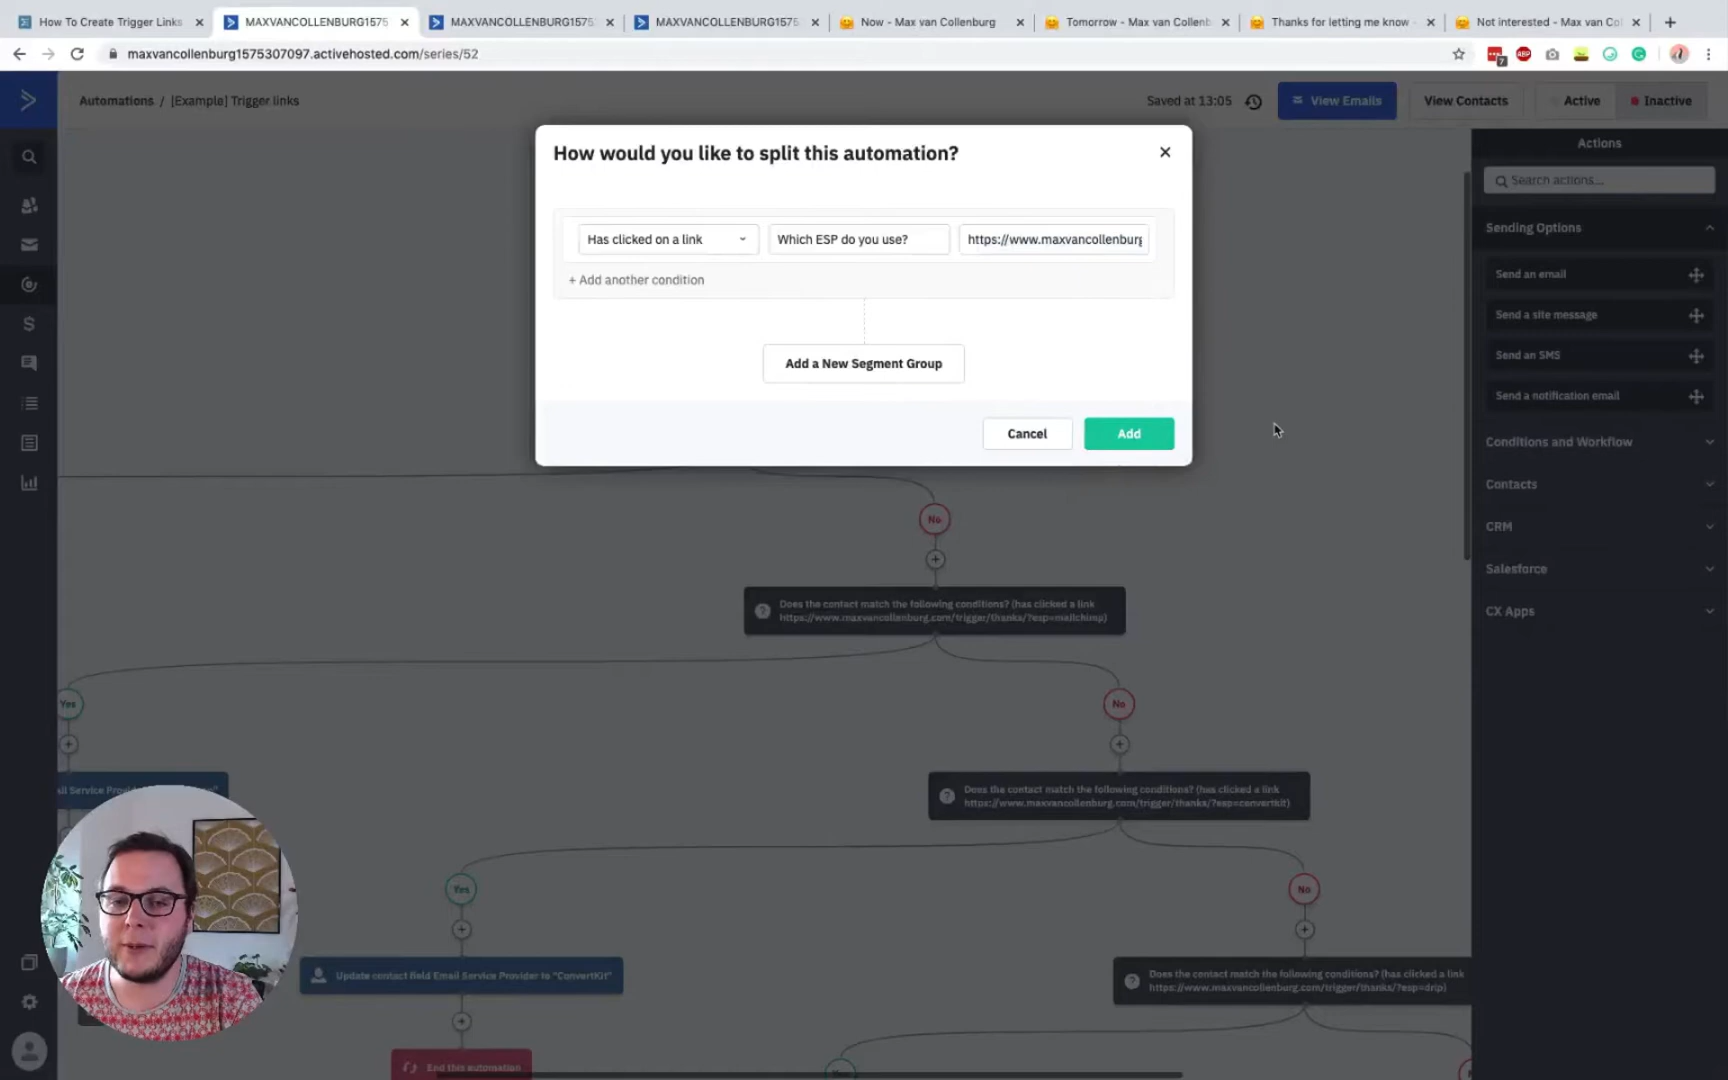 How To Create Trigger Links
MAXVANCOLLENBURG1575
MAXVANCOLLENBURG1575
MAXVANCOLLENBURG1575
Now - Max van Collenburg
Tomorrow - Max van Collenb
Thanks for letting me know -
Not interested - Max van Co
maxvancollenburg1575307097.activehosted.com/series/52
ABP
7
Automations / [Example] Trigger links
Saved at 13:05
View Emails
View Contacts
Active
Inactive
How would you like to split this automation?
Has clicked on a link
Which ESP do you use?
https://www.maxvancollenburg
+ Add another condition
Add a New Segment Group
Cancel
Add
Actions
Search actions...
Sending Options
Send an email
Send a site message
Send an SMS
Send a notification email
Conditions and Workflow
Contacts
CRM
Salesforce
CX Apps
No
Does the contact match the following conditions? (has clicked a link
https://www.maxvancollenburg.com/trigger/thanks/?esp=mailchimp)
Yes
No
ail Service Prov
Does the contact match the following conditions? (has clicked a link
https://www.maxvancollenburg.com/trigger/thanks/?esp=convertkit)
Yes
No
Update contact field Email Service Provider to "ConvertKit"
Does the contact match the following conditions? (has clicked a link
https://www.maxvancollenburg.com/trigger/thanks/?esp=drip)
End this automation
Yes